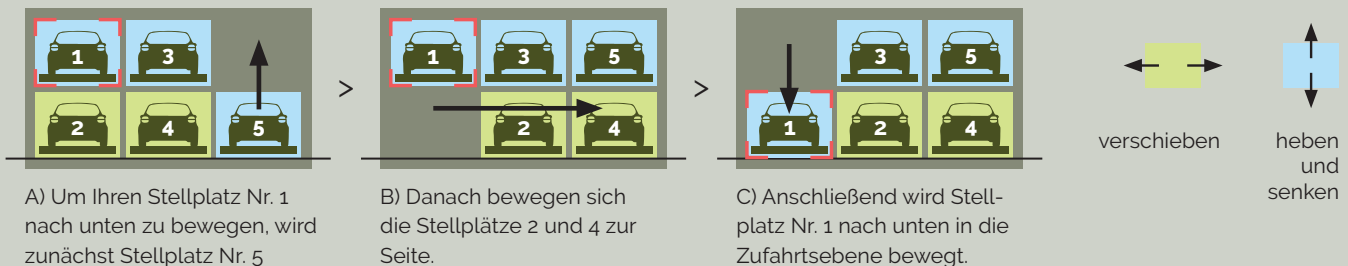 1 3
2 4 5
>
1 3 5
2 4
>
3 5
1 2 4
verschieben
heben
und
senken
A) Um Ihren Stellplatz Nr. 1
nach unten zu bewegen, wird
zunächst Stellplatz Nr. 5
B) Danach bewegen sich
die Stellplätze 2 und 4 zur
Seite.
C) Anschließend wird Stell-
platz Nr. 1 nach unten in die
Zufahrtsebene bewegt.